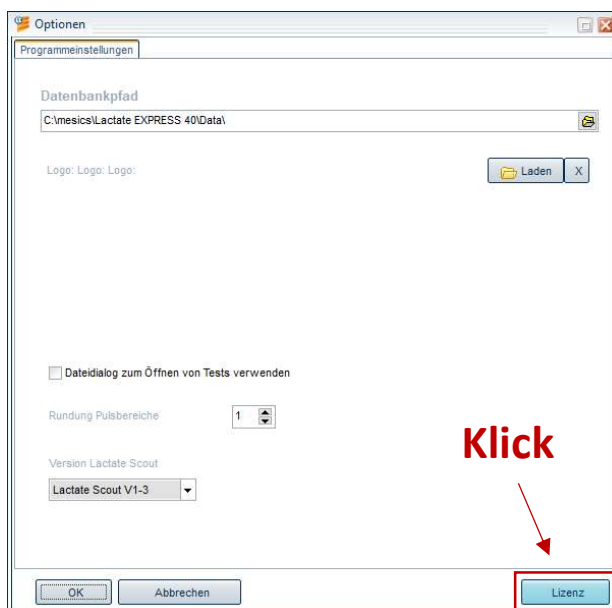 Optionen
Programmeinstellungen
Datenbankpfad
C:\mesics\Lactate EXPRESS 40\Data\
Logo: Logo: Logo:
Laden X
Dateidialog zum Öffnen von Tests verwenden
Rundung Pulsbereiche 1
Klick
Version Lactate Scout
Lactate Scout V1-3
OK Abbrechen Lizenz